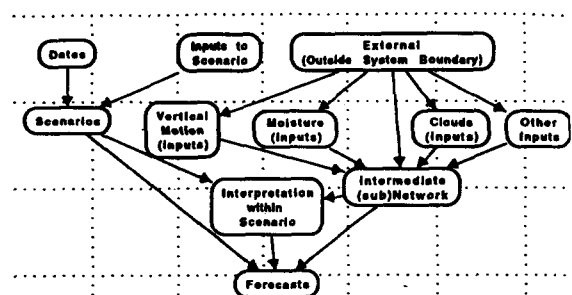 Dates
Inputs to
Scenario
External
(Outside System Boundary)
Scenarios
Vertical
Motion
(inputs)
Moisture
(inputs)
Clouds
(inputs)
Other
Inputs
Interpretation
within
Scenario
Intermediate
(sub)Network
Forecasts